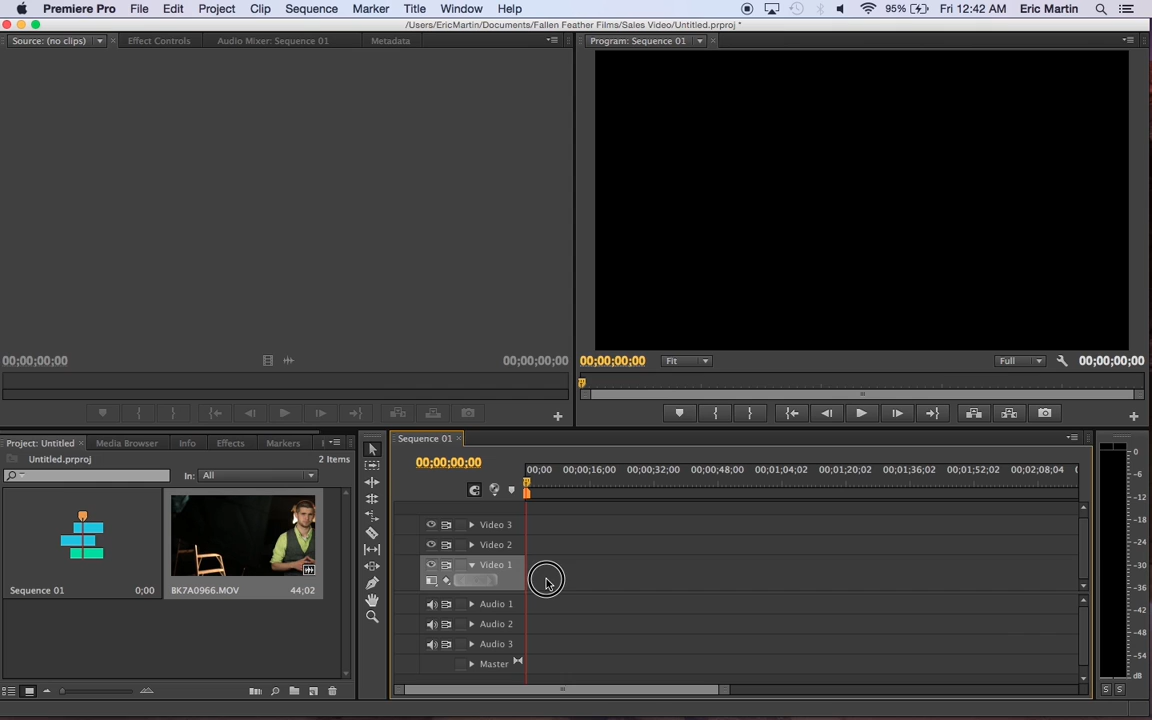 Premiere Pro File Edit Project Clip Sequence Marker Title Window Help 95% Fri 12:42 AM Eric Martin
/Users/EricMartin/Documents/Fallen Feather Films/Sales Video/Untitled.prproj *
Source: (no clips) Effect Controls Audio Mixer: Sequence 01 Metadata Program: Sequence 01
00;00;00;00 00;00;00;00 00;00;00;00 Fit Full 00;00;00;00
Project: Untitled Media Browser Info Effects Markers Sequence 01
Untitled.prproj 2 Items 00;00;00;00
In: All 00;00 00;00;16;00 00;00;32;00 00;00;48;00 00;01;04;02 00;01;20;02 00;01;36;02 00;01;52;02 00;02;08;04
0
-6
-12
-18
-24
-30
-36
-42
-48
-54
dB
S S
Video 3
Video 2
Video 1
Sequence 01 0;00 BK7A0966.MOV 44;02
Audio 1
Audio 2
Audio 3
Master